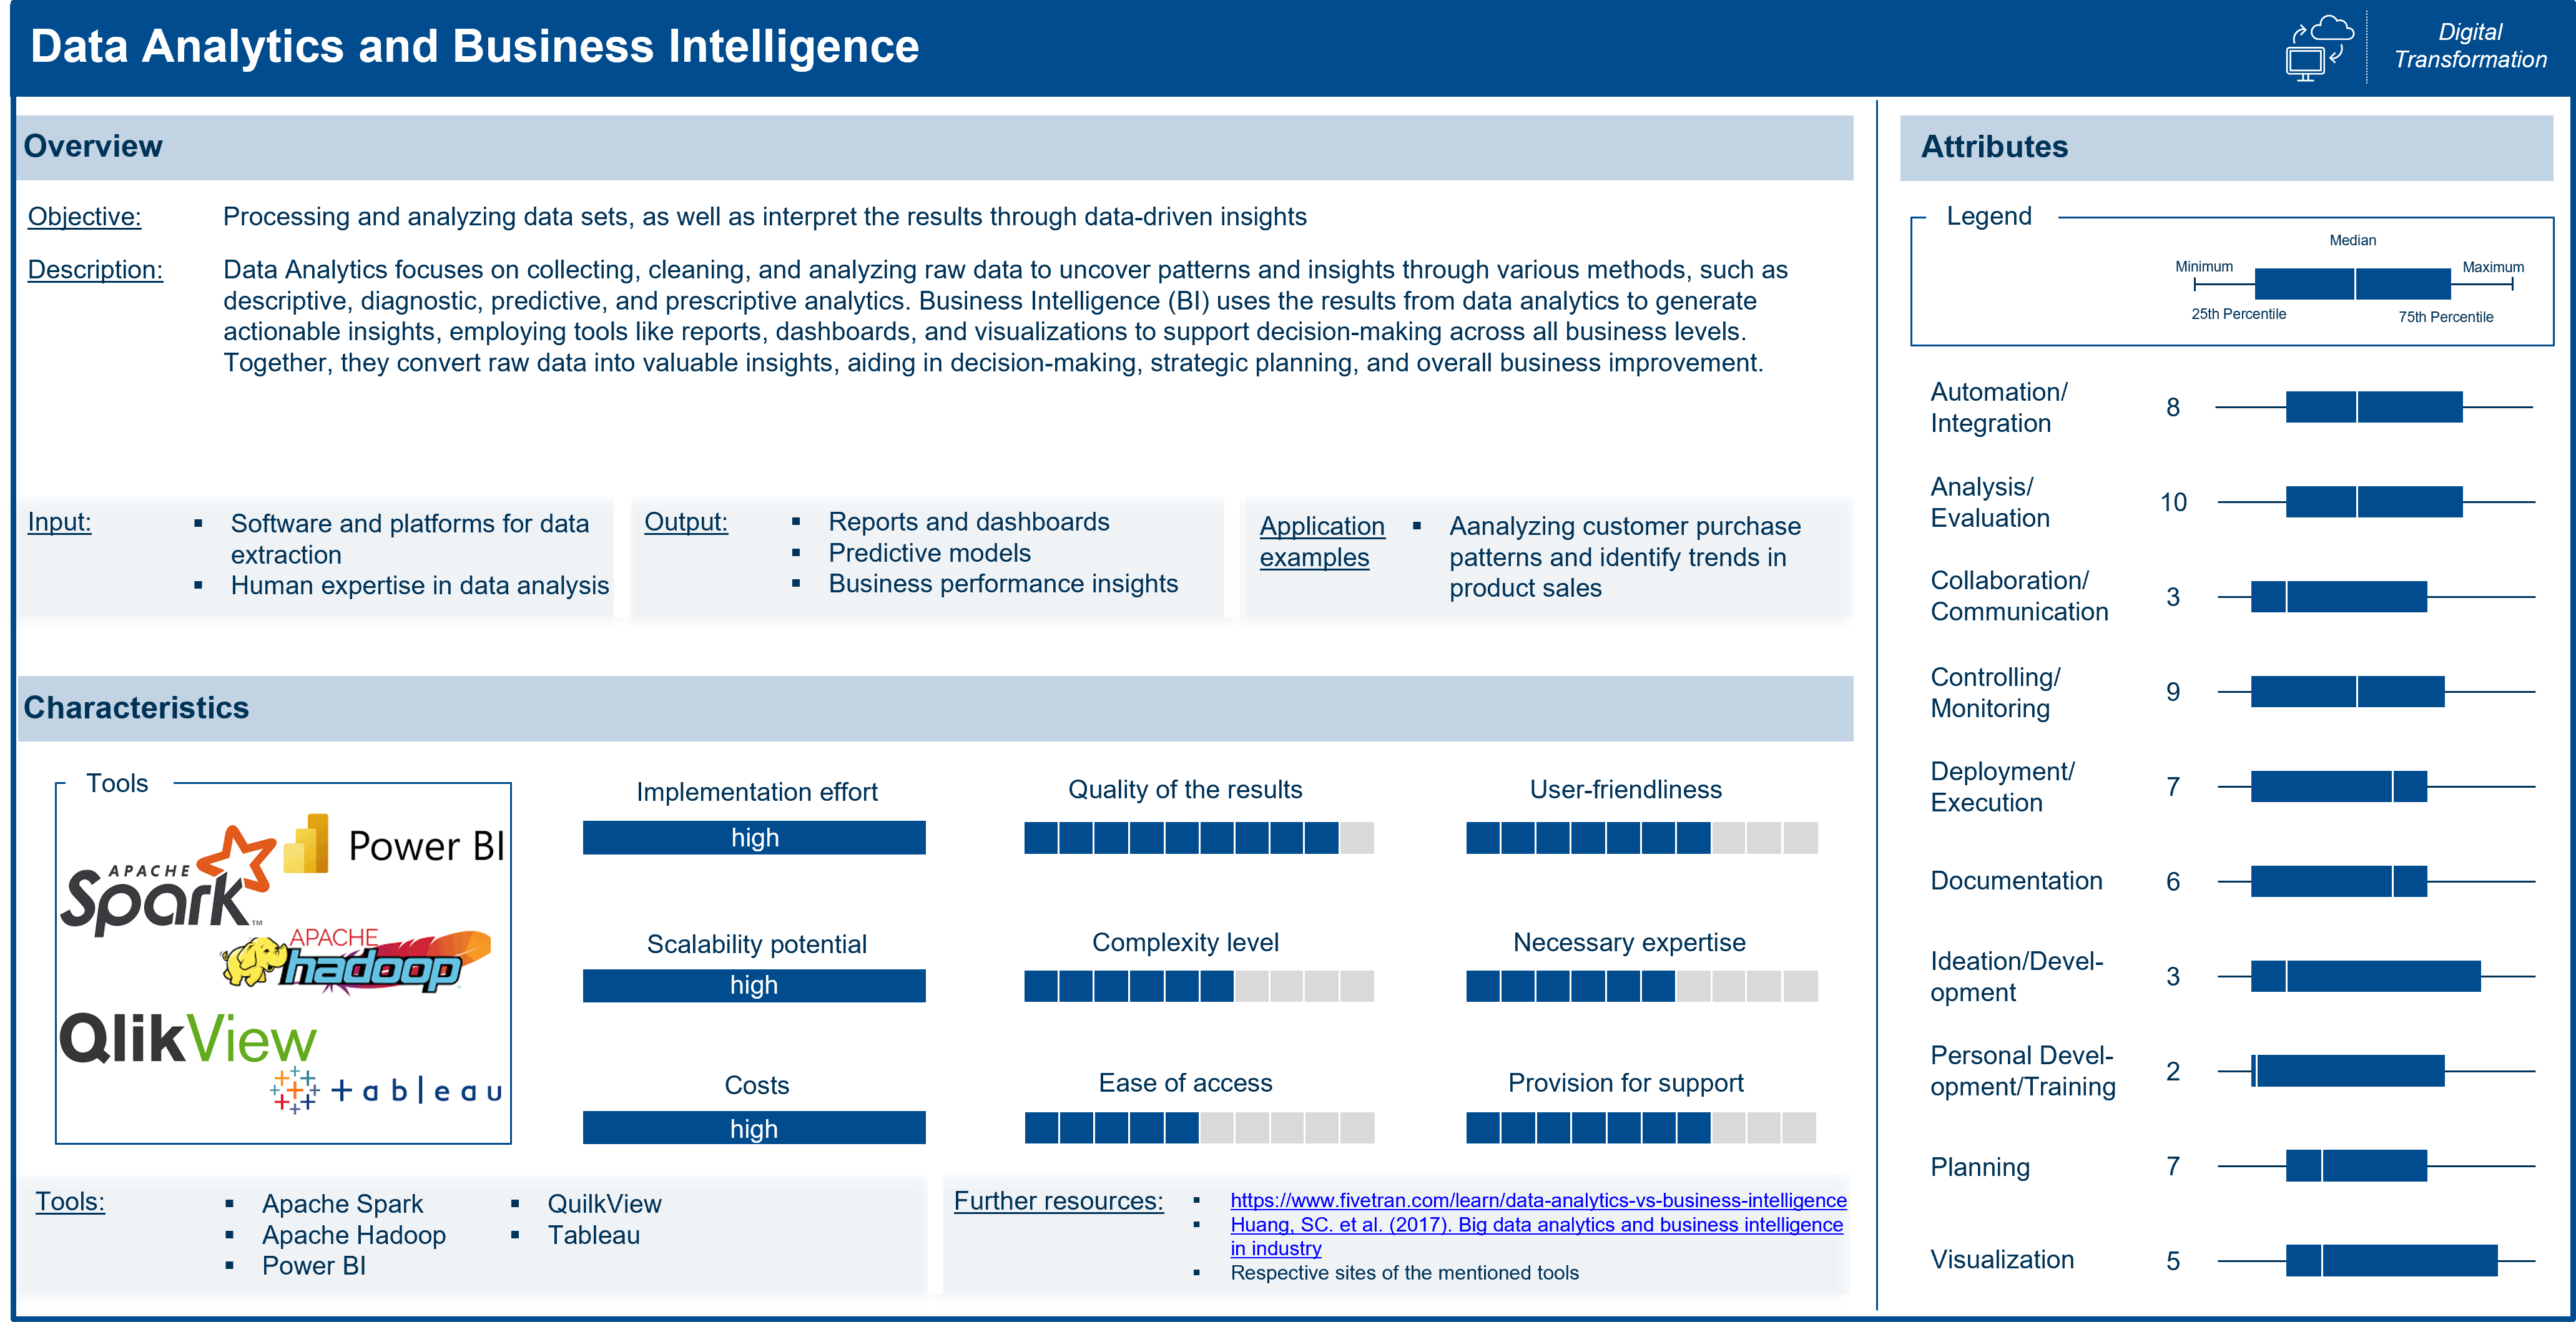 Data Analytics and Business Intelligence
Digital
Transformation
Overview
Objective:
Processing and analyzing data sets, as well as interpret the results through data-driven insights
Description:
Data Analytics focuses on collecting, cleaning, and analyzing raw data to uncover patterns and insights through various methods, such as
descriptive, diagnostic, predictive, and prescriptive analytics. Business Intelligence (BI) uses the results from data analytics to generate
actionable insights, employing tools like reports, dashboards, and visualizations to support decision-making across all business levels.
Together, they convert raw data into valuable insights, aiding in decision-making, strategic planning, and overall business improvement.
Input:
▪ Software and platforms for data
extraction
▪ Human expertise in data analysis
Output:
▪ Reports and dashboards
▪ Predictive models
▪ Business performance insights
Application
examples
▪ Aanalyzing customer purchase
patterns and identify trends in
product sales
Characteristics
Tools
Power BI
APACHE
Spark™
APACHE
hadoop
QlikView
+ableau
Implementation effort
high
Scalability potential
high
Costs
high
Quality of the results
Complexity level
Ease of access
User-friendliness
Necessary expertise
Provision for support
Tools:
▪ Apache Spark
▪ Apache Hadoop
▪ Power BI
▪ QuilkView
▪ Tableau
Further resources:
▪ https://www.fivetran.com/learn/data-analytics-vs-business-intelligence
▪ Huang, SC. et al. (2017). Big data analytics and business intelligence
in industry
▪ Respective sites of the mentioned tools
Attributes
Legend
Median
Minimum
Maximum
25th Percentile
75th Percentile
Automation/
Integration
8
Analysis/
Evaluation
10
Collaboration/
Communication
3
Controlling/
Monitoring
9
Deployment/
Execution
7
Documentation
6
Ideation/Devel-
opment
3
Personal Devel-
opment/Training
2
Planning
7
Visualization
5